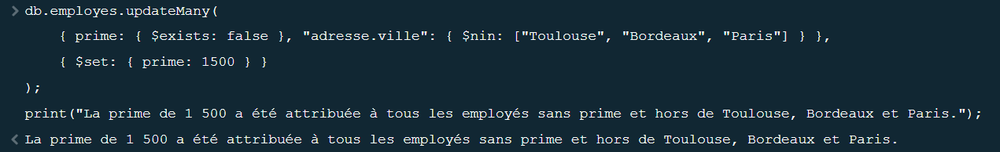 > db.employes.updateMany(
{ prime: { $exists: false }, "adresse.ville": { $nin: ["Toulouse", "Bordeaux", "Paris"] } },
{ $set: { prime: 1500 } }
);
print("La prime de 1 500 a été attribuée à tous les employés sans prime et hors de Toulouse, Bordeaux et Paris.");
< La prime de 1 500 a été attribuée à tous les employés sans prime et hors de Toulouse, Bordeaux et Paris.